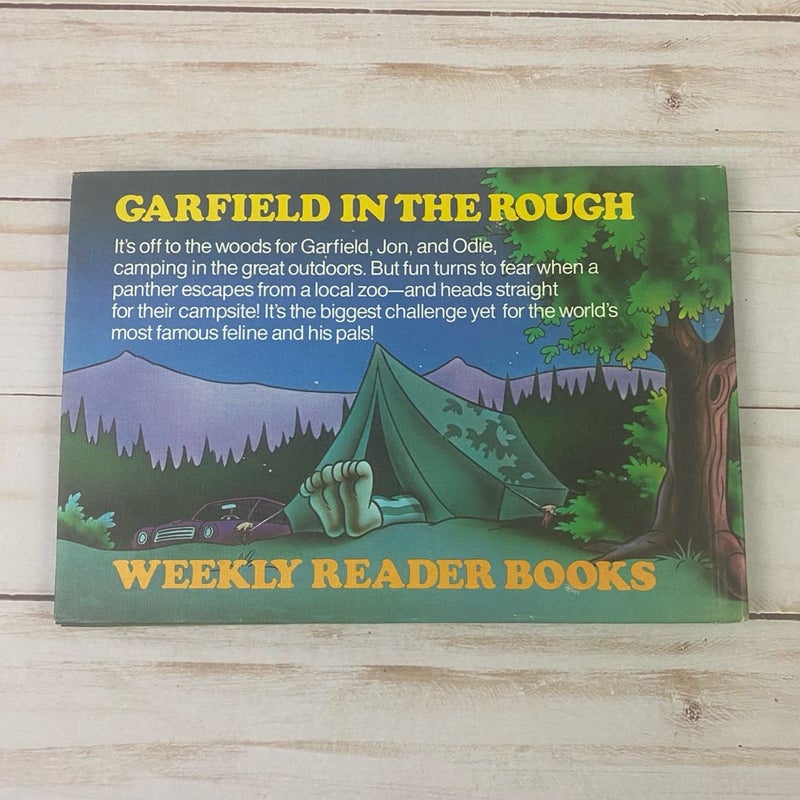 GARFIELD IN THE ROUGH
It's off to the woods for Garfield, Jon, and Odie,
camping in the great outdoors. But fun turns to fear when a
panther escapes from a local zoo—and heads straight
for their campsite! It's the biggest challenge yet for the world's
most famous feline and his pals!
WEEKLY READER BOOKS